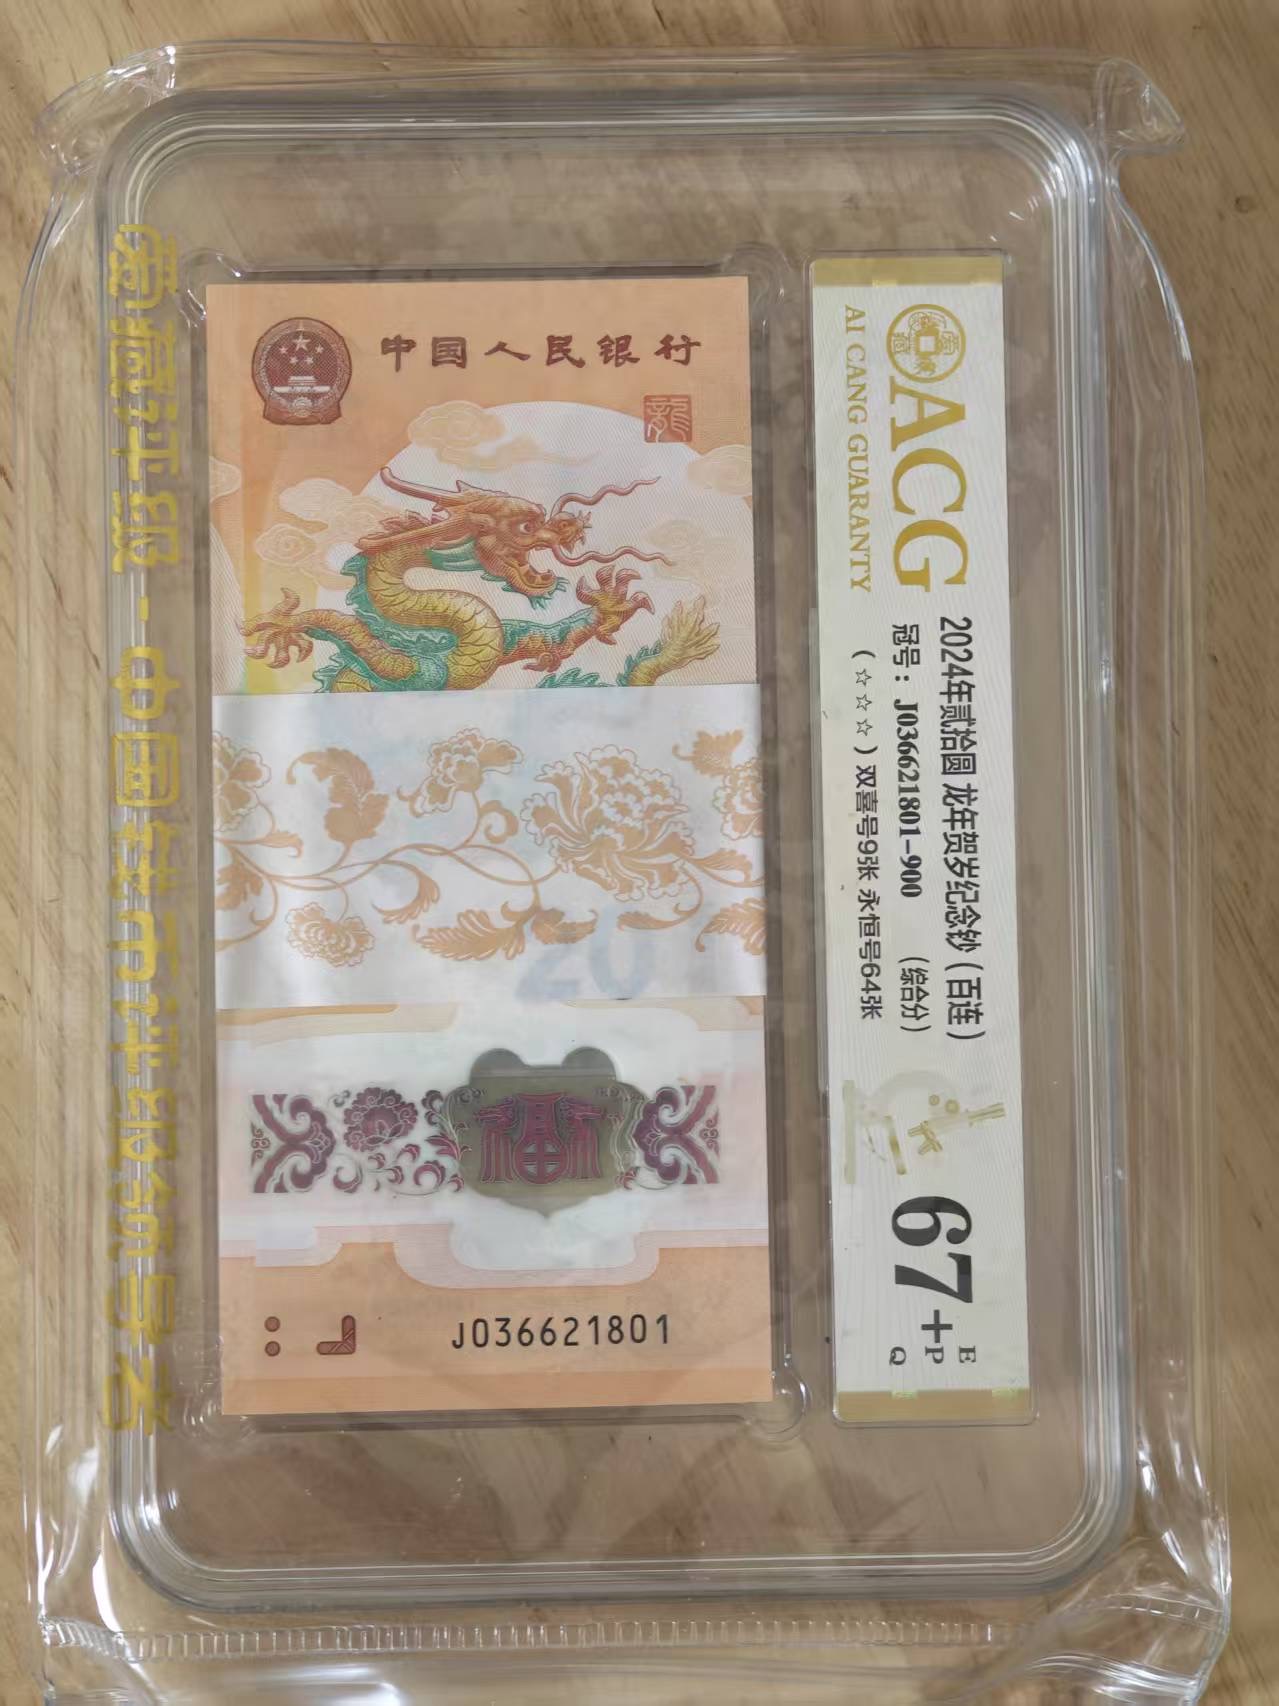 爱藏评级-中国钱币评级领导者
中国人民银行
龍
20
福
J036621801
ACG
AI CANG GUARANTY
2024年贰拾圆 龙年贺岁纪念钞(百连)
冠号: J036621801-900 (综合分)
(☆☆☆)双喜号9张 永恒号64张
67+
E
P
Q